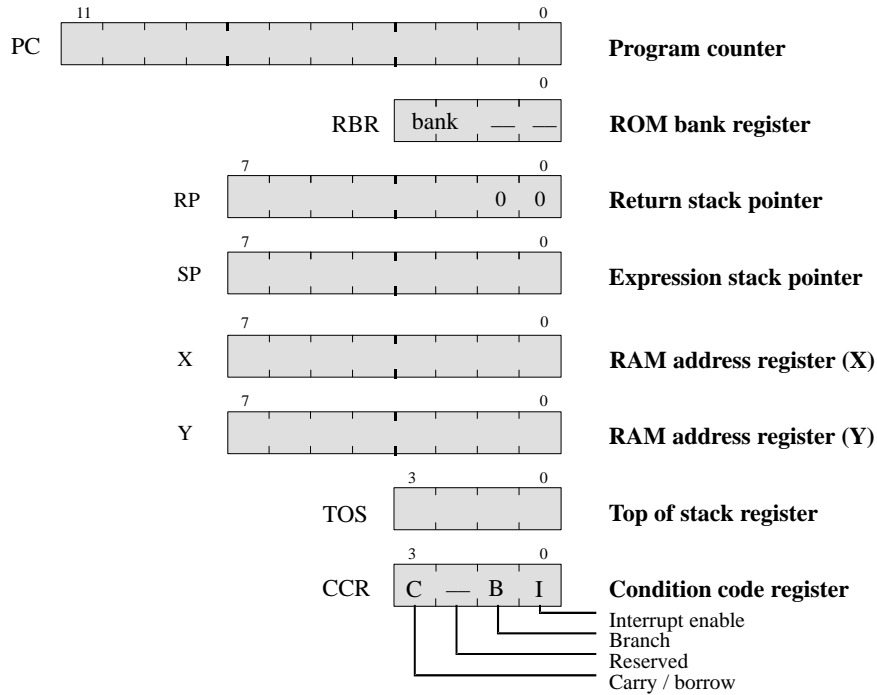 11 0
PC Program counter
0
RBR bank — — ROM bank register
7 0
RP 0 0 Return stack pointer
7 0
SP Expression stack pointer
7 0
X RAM address register (X)
7 0
Y RAM address register (Y)
3 0
TOS Top of stack register
3 0
CCR C — B I Condition code register
Interrupt enable
Branch
Reserved
Carry / borrow